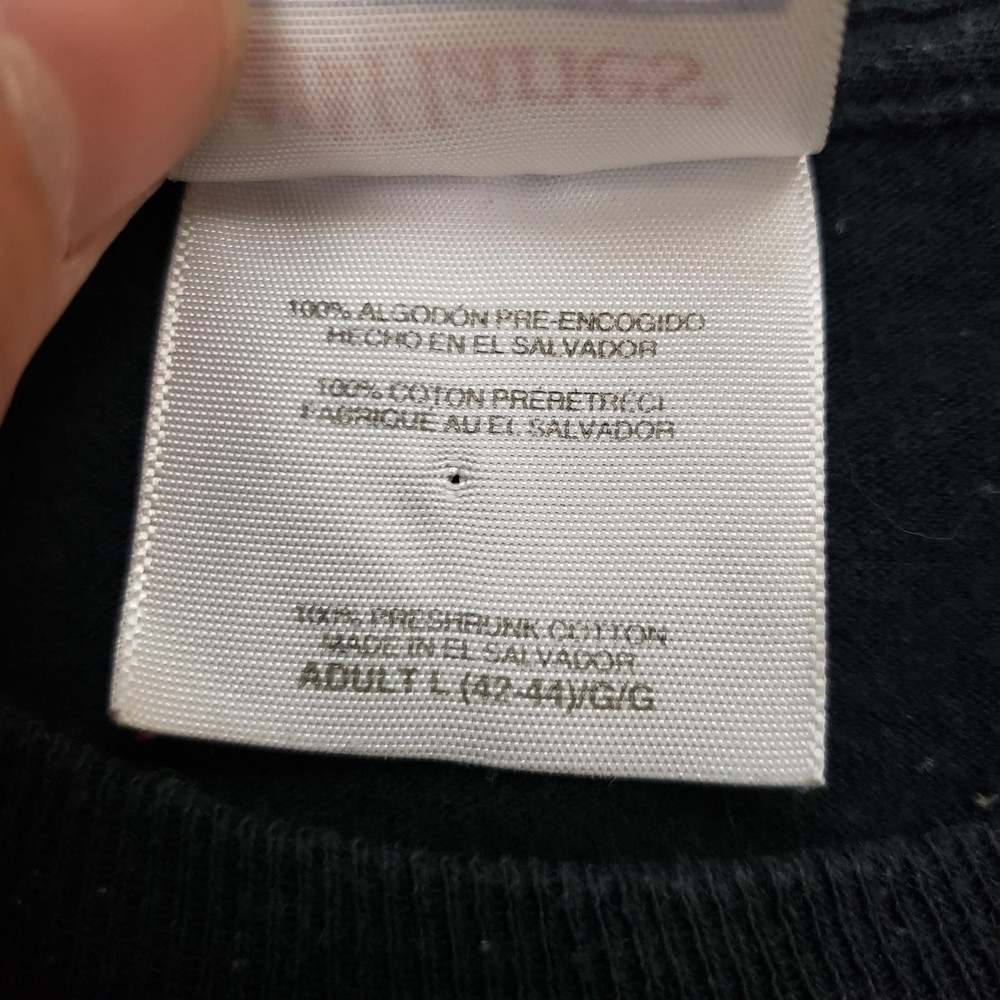 100% ALGODÓN PRE-ENCOGIDO
HECHO EN EL SALVADOR
100% COTON PRÉRÉTRÉCI
FABRIQUE AU EL SALVADOR
100% PRESHRUNK COTTON
MADE IN EL SALVADOR
ADULT L (42-44)/G/G